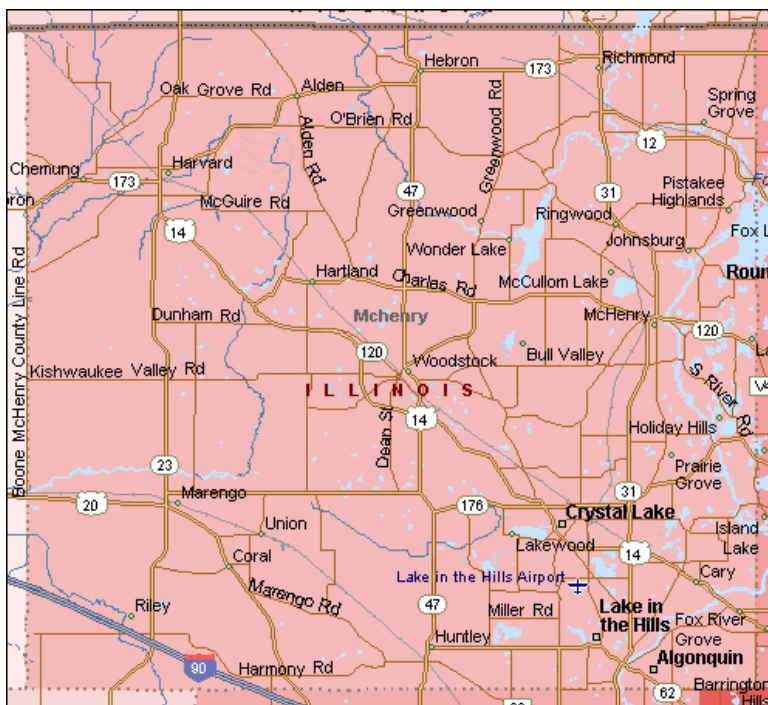 Hebron
173
Richmond
Oak Grove Rd
Alden
O'Brien Rd
Greenwood Rd
Spring
Grove
12
Chemung
Harvard
Alden Rd
173
47
31
Pistakee
Highlands
McGuire Rd
Greenwood
Ringwood
14
Johnsburg
Fox L
Wonder Lake
Roun
Hartland
Charles Rd
McCullom Lake
Boone McHenry County Line Rd
Dunham Rd
Mchenry
McHenry
120
120
Bull Valley
Woodstock
Kishwaukee Valley Rd
ILLINOIS
S River Rd
14
Dean St
Holiday Hills
23
Prairie
Grove
31
20
Marengo
176
Crystal Lake
Union
Lakewood
14
Island
Lake
Coral
Lake in the Hills Airport
Cary
Marengo Rd
47
Riley
Miller Rd
Lake in
the Hills
Fox River
Grove
Huntley
90
Harmony Rd
Algonquin
62
Barrington
Hills